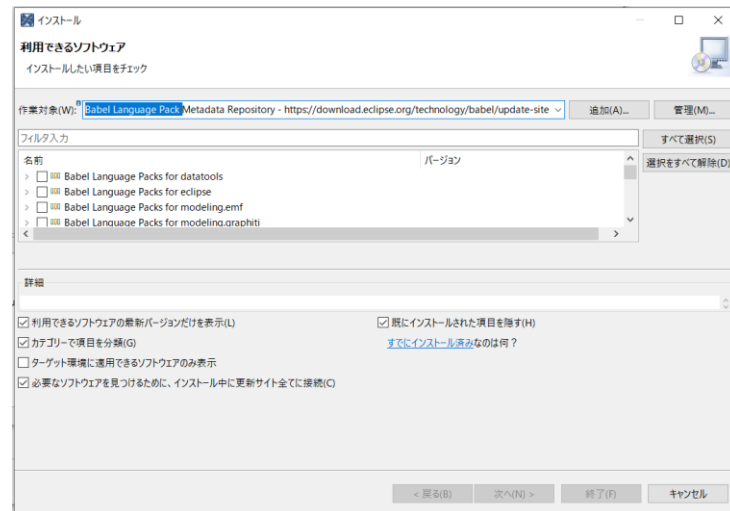 インストール
利用できるソフトウェア
インストールしたい項目をチェック
作業対象(W): Babel Language Pack Metadata Repository - https://download.eclipse.org/technology/babel/update-site 追加(A)... 管理(M)...
フィルタ入力 すべて選択(S)
名前 バージョン 選択をすべて解除(D)
Babel Language Packs for datatools
Babel Language Packs for eclipse
Babel Language Packs for modeling.emf
Babel Language Packs for modeling.graphiti
詳細
利用できるソフトウェアの最新バージョンだけを表示(L) 既にインストールされた項目を隠す(H)
カテゴリーで項目を分類(G) すでにインストール済みなのは何？
ターゲット環境に適用できるソフトウェアのみ表示
必要なソフトウェアを見つけるために、インストール中に更新サイト全てに接続(C)
< 戻る(B) 次へ(N) > 終了(F) キャンセル